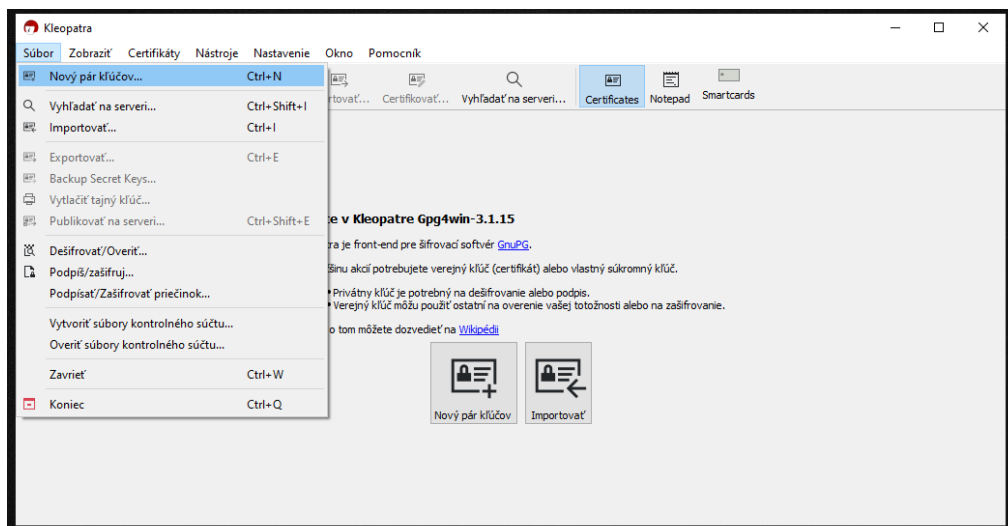 Kleopatra
Súbor Zobraziť Certifikáty Nástroje Nastavenie Okno Pomocník
Nový pár kľúčov... Ctrl+N
Vyhľadať na serveri... Ctrl+Shift+I
Importovať... Ctrl+I
Exportovať... Ctrl+E
Backup Secret Keys...
Vytlačiť tajný kľúč...
Publikovať na serveri... Ctrl+Shift+E
Dešifrovať/Overiť...
Podpíš/zašifruj...
Podpísať/Zašifrovať priečinok...
Vytvoriť súbory kontrolného súčtu...
Overiť súbory kontrolného súčtu...
Zavrieť Ctrl+W
Koniec Ctrl+Q
Certifikovať... Vyhľadať na serveri... Certificates Notepad Smartcards
v Kleopatre Gpg4win-3.1.15
je front-end pre šifrovací softvér GnuPG.
akcií potrebujete verejný kľúč (certifikát) alebo vlastný súkromný kľúč.
• Privátny kľúč je potrebný na dešifrovanie alebo podpis.
• Verejný kľúč môžu použiť ostatní na overenie vašej totožnosti alebo na zašifrovanie.
o tom môžete dozvedieť na Wikipédii
Nový pár kľúčov Importovať